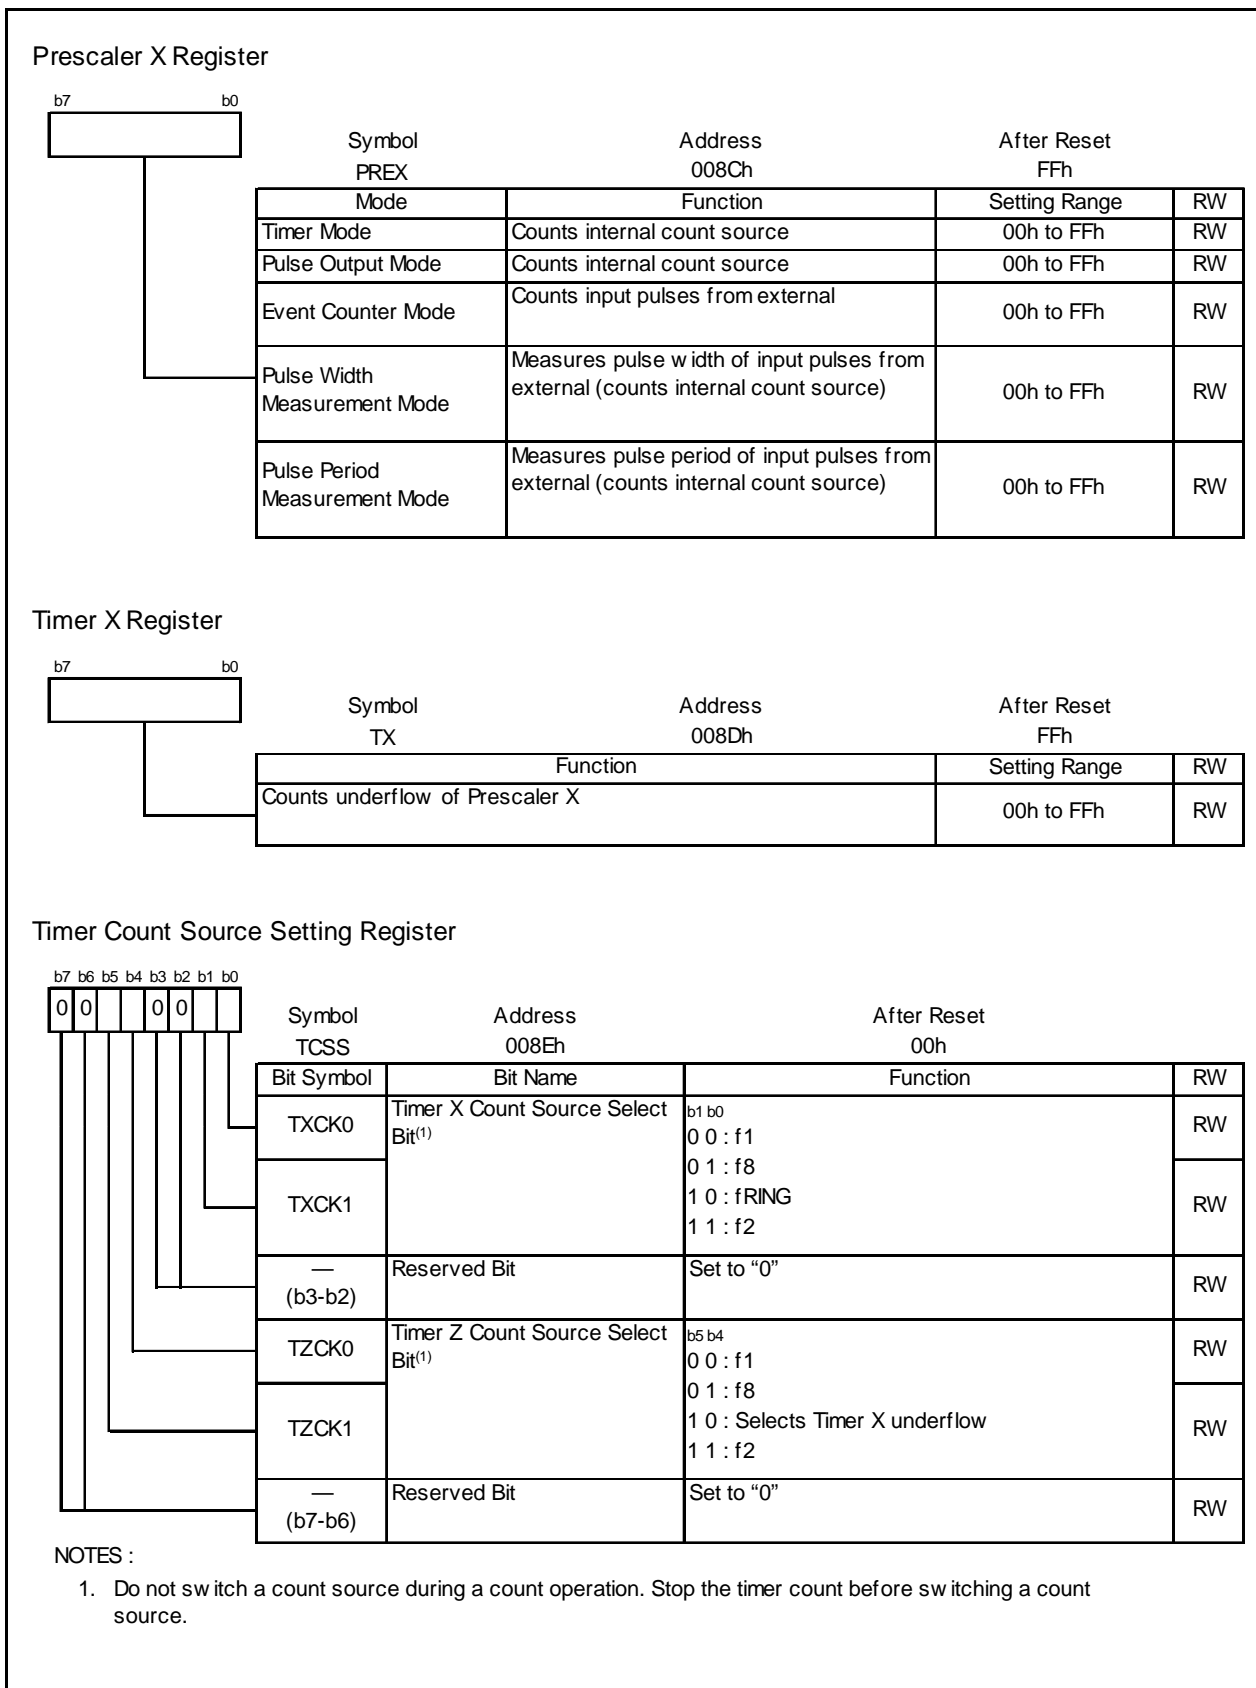 Prescaler X Register
b7 b0
Symbol Address After Reset
PREX 008Ch FFh
Mode Function Setting Range RW
Timer Mode Counts internal count source 00h to FFh RW
Pulse Output Mode Counts internal count source 00h to FFh RW
Event Counter Mode Counts input pulses from external 00h to FFh RW
Pulse Width
Measurement Mode
Measures pulse width of input pulses from
external (counts internal count source)
00h to FFh RW
Pulse Period
Measurement Mode
Measures pulse period of input pulses from
external (counts internal count source)
00h to FFh RW
Timer X Register
b7 b0
Symbol Address After Reset
TX 008Dh FFh
Function Setting Range RW
Counts underflow of Prescaler X 00h to FFh RW
Timer Count Source Setting Register
b7 b6 b5 b4 b3 b2 b1 b0
0 0 0 0
Symbol Address After Reset
TCSS 008Eh 00h
Bit Symbol Bit Name Function RW
TXCK0 RW
Timer X Count Source Select
Bit(1)
b1 b0
0 0 : f1
0 1 : f8
1 0 : fRING
1 1 : f2
TXCK1 RW
—
(b3-b2)
Reserved Bit Set to “0” RW
TZCK0 RW
Timer Z Count Source Select
Bit(1)
b5 b4
0 0 : f1
0 1 : f8
1 0 : Selects Timer X underflow
1 1 : f2
TZCK1 RW
—
(b7-b6)
Reserved Bit Set to “0” RW
NOTES :
1. Do not switch a count source during a count operation. Stop the timer count before switching a count
source.